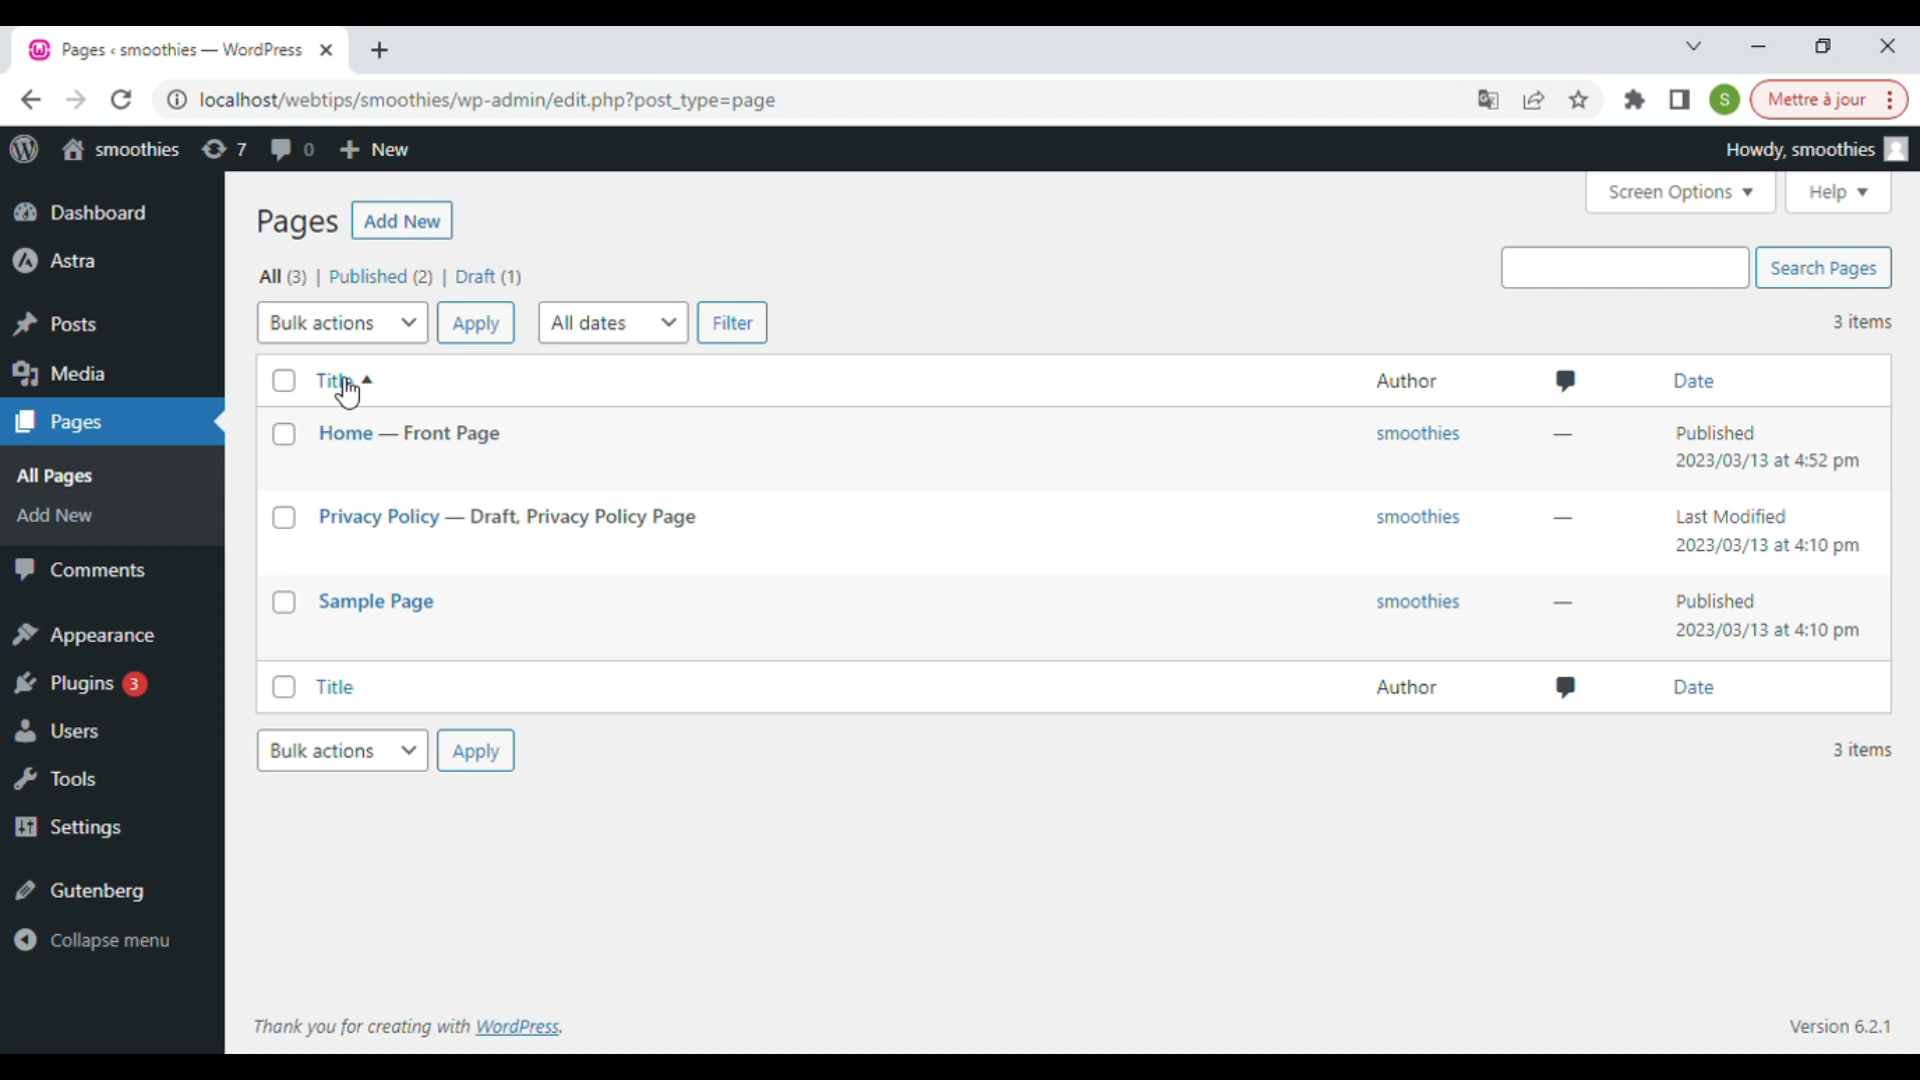 Pages ‹ smoothies — WordPress
localhost/webtips/smoothies/wp-admin/edit.php?post_type=page
S
Mettre à jour
smoothies
7
0
New
Howdy, smoothies
Dashboard
Astra
Posts
Media
Pages
All Pages
Add New
Comments
Appearance
Plugins 3
Users
Tools
Settings
Gutenberg
Collapse menu
Screen Options
Help
Pages
Add New
All (3) | Published (2) | Draft (1)
Search Pages
Bulk actions
Apply
All dates
Filter
3 items
Title Author Date
Home — Front Page smoothies — Published
2023/03/13 at 4:52 pm
Privacy Policy — Draft, Privacy Policy Page smoothies — Last Modified
2023/03/13 at 4:10 pm
Sample Page smoothies — Published
2023/03/13 at 4:10 pm
Title Author Date
Bulk actions
Apply
3 items
Thank you for creating with WordPress.
Version 6.2.1